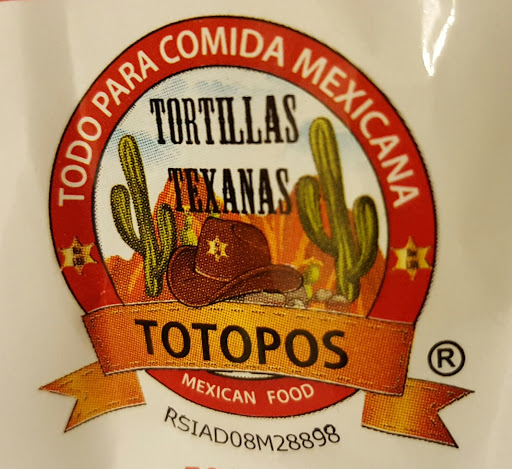 TODO PARA COMIDA MEXICANA
TORTILLAS
TEXANAS
TOTOPOS
®
MEXICAN FOOD
RSIAD08M28898